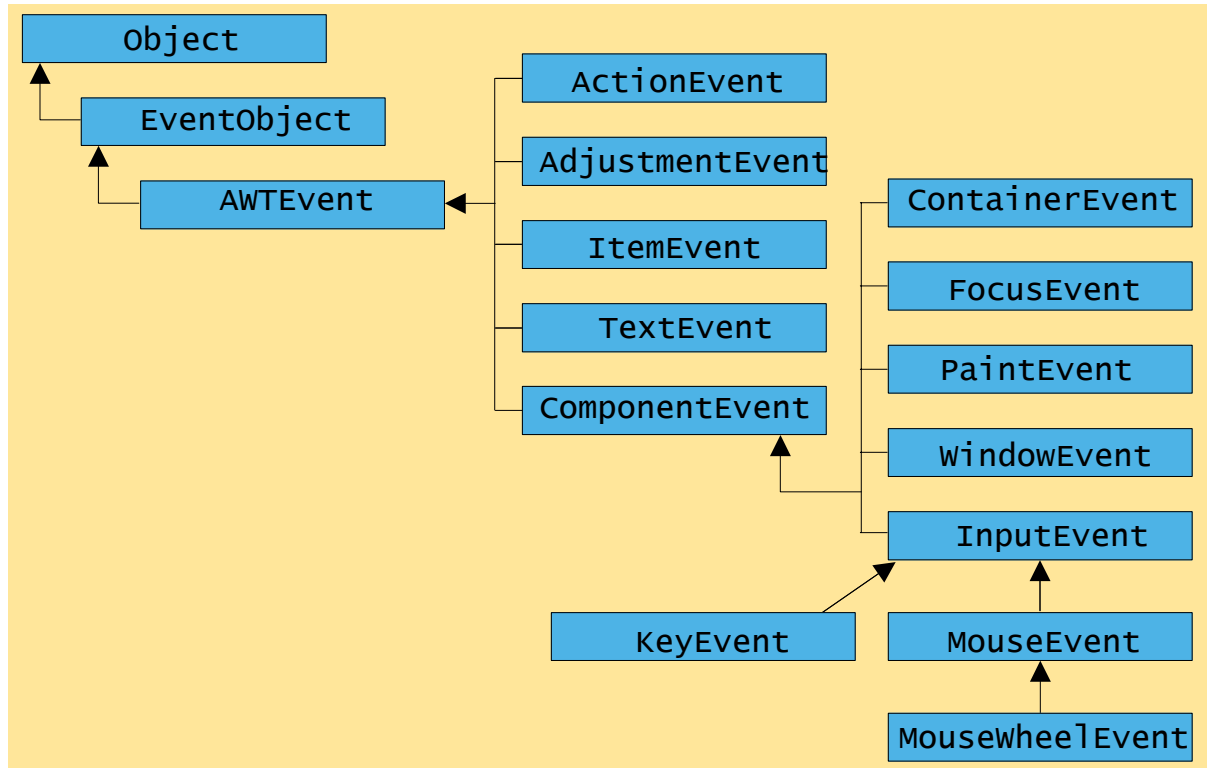 Object
EventObject
AWTEvent
ActionEvent
AdjustmentEvent
ItemEvent
TextEvent
ComponentEvent
ContainerEvent
FocusEvent
PaintEvent
WindowEvent
InputEvent
KeyEvent
MouseEvent
MouseWheelEvent